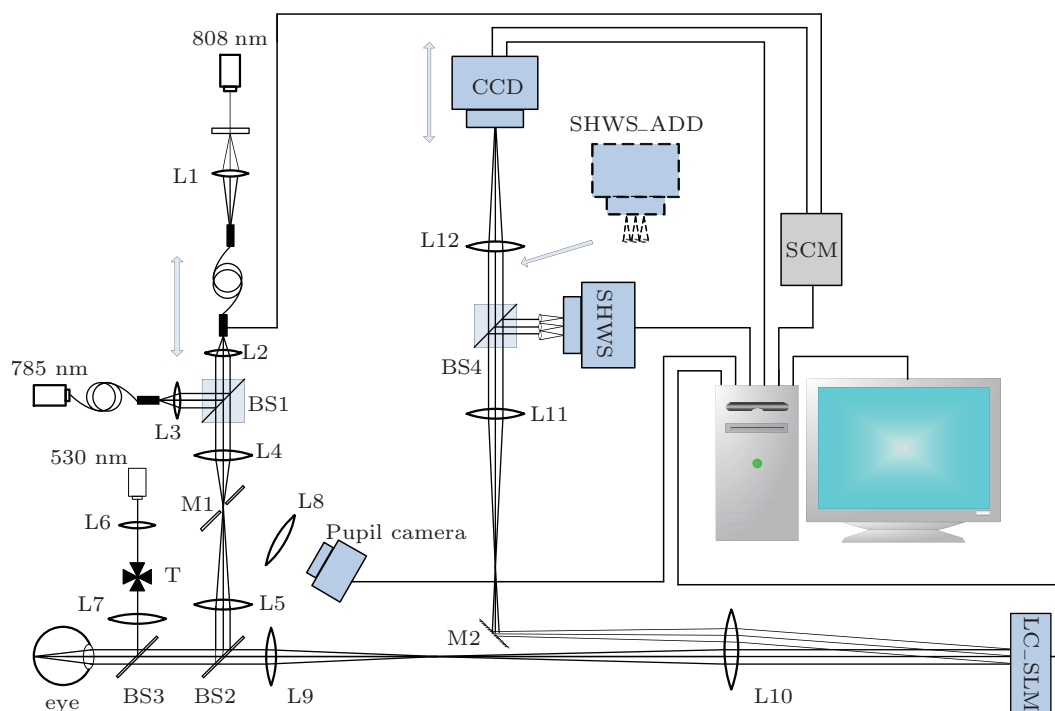 808 nm
CCD
SHWS_ADD
L1
L12
SCM
SHWS
L2
BS4
785 nm
BS1
L3
L11
L4
530 nm
M1
L8
L6
Pupil camera
T
L7
L5
M2
LC_SLM
BS3
BS2
L9
L10
eye